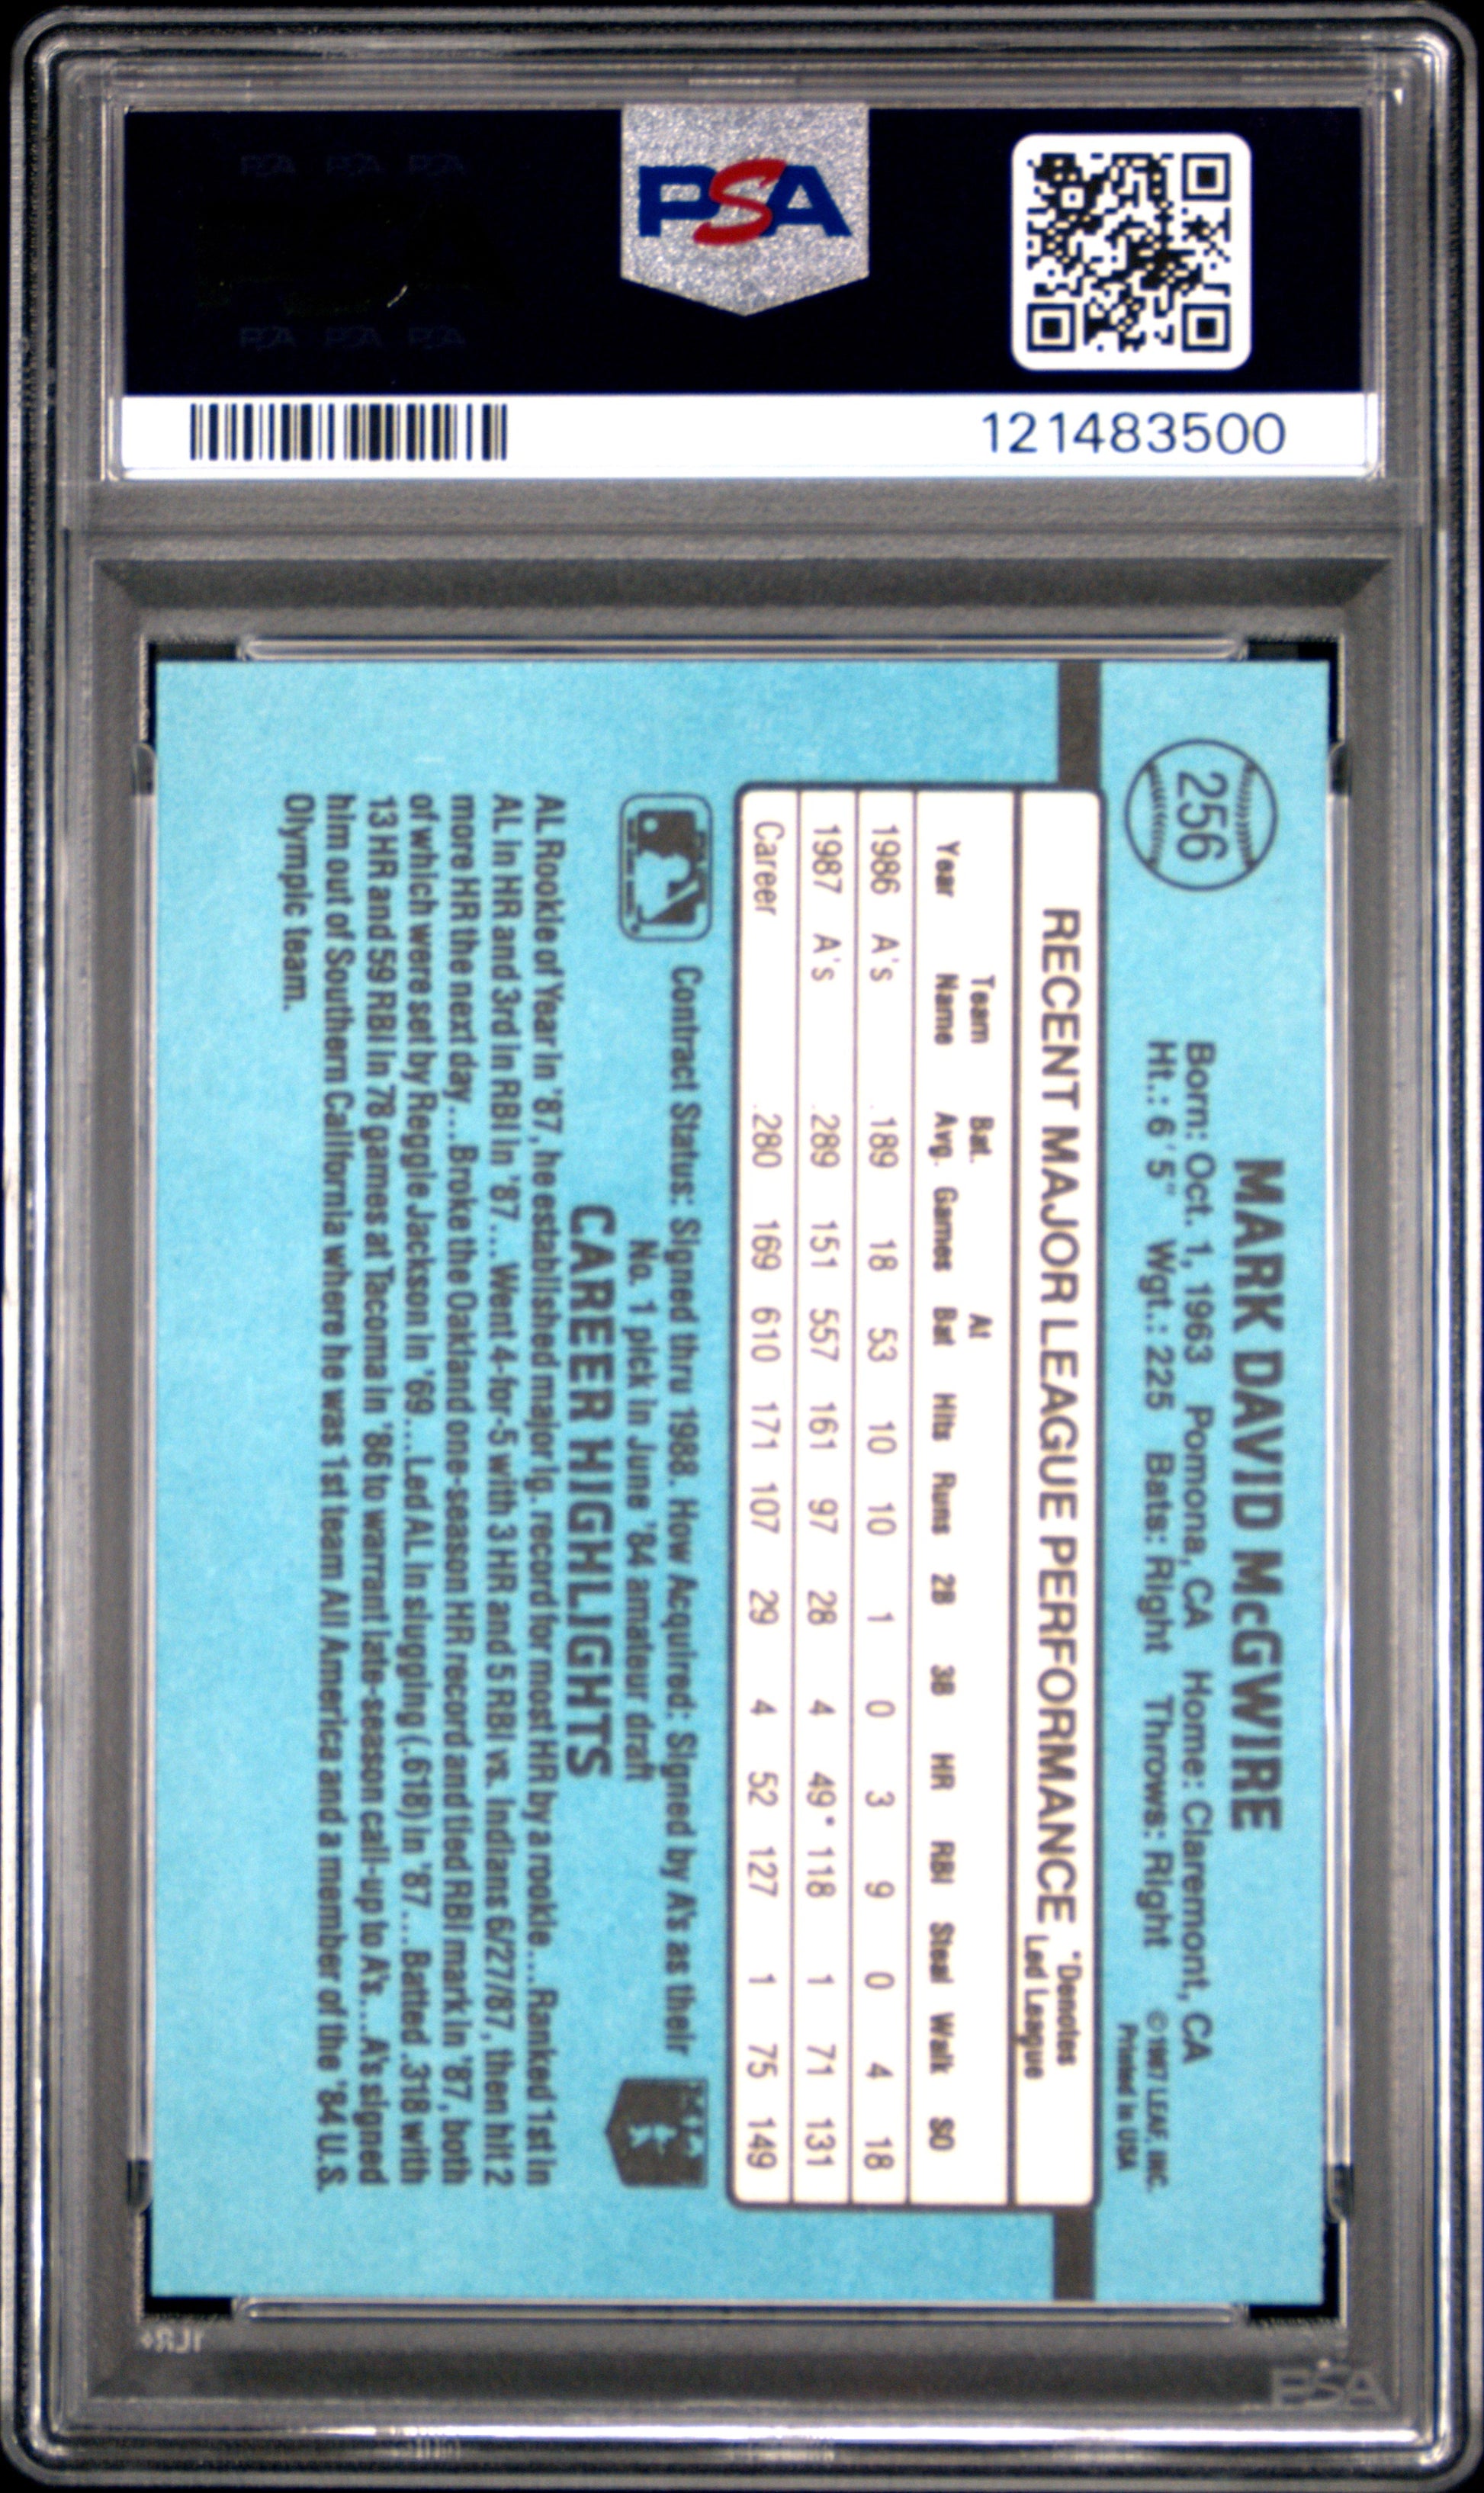 PSA
121483500
256
MARK DAVID McGWIRE
Born: Oct. 1, 1963 Pomona, CA Home: Claremont, CA
Ht.: 6'5" Wgt.: 225 Bats: Right Throws: Right
© 1987 LEAF, INC.
Printed in USA
RECENT MAJOR LEAGUE PERFORMANCE *Denotes
Led League
Team Bat. At
Year Name Avg. Games Bat Hits Runs 2B 3B HR RBI Steal Walk SO
1986 A's .189 18 53 10 10 1 0 3 9 0 4 18
1987 A's .289 151 557 161 97 28 4 49* 118 1 71 131
Career .280 169 610 171 107 29 4 52 127 1 75 149
Contract Status: Signed thru 1988. How Acquired: Signed by A's as their
No. 1 pick in June '84 amateur draft
CAREER HIGHLIGHTS
AL Rookie of Year in '87, he established major lg. record for most HR by a rookie...Ranked 1st in
AL in HR and 3rd in RBI in '87...Went 4-for-5 with 3 HR and 5 RBI vs. Indians 6/27/87, then hit 2
more HR the next day...Broke the Oakland one-season HR record and tied RBI mark in '87, both
of which were set by Reggie Jackson in '69...Led AL in slugging (.618) in '87...Batted .318 with
13 HR and 59 RBI in 78 games at Tacoma in '86 to warrant late-season call-up to A's...A's signed
him out of Southern California where he was 1st team All America and a member of the '84 U.S.
Olympic team.
PSA